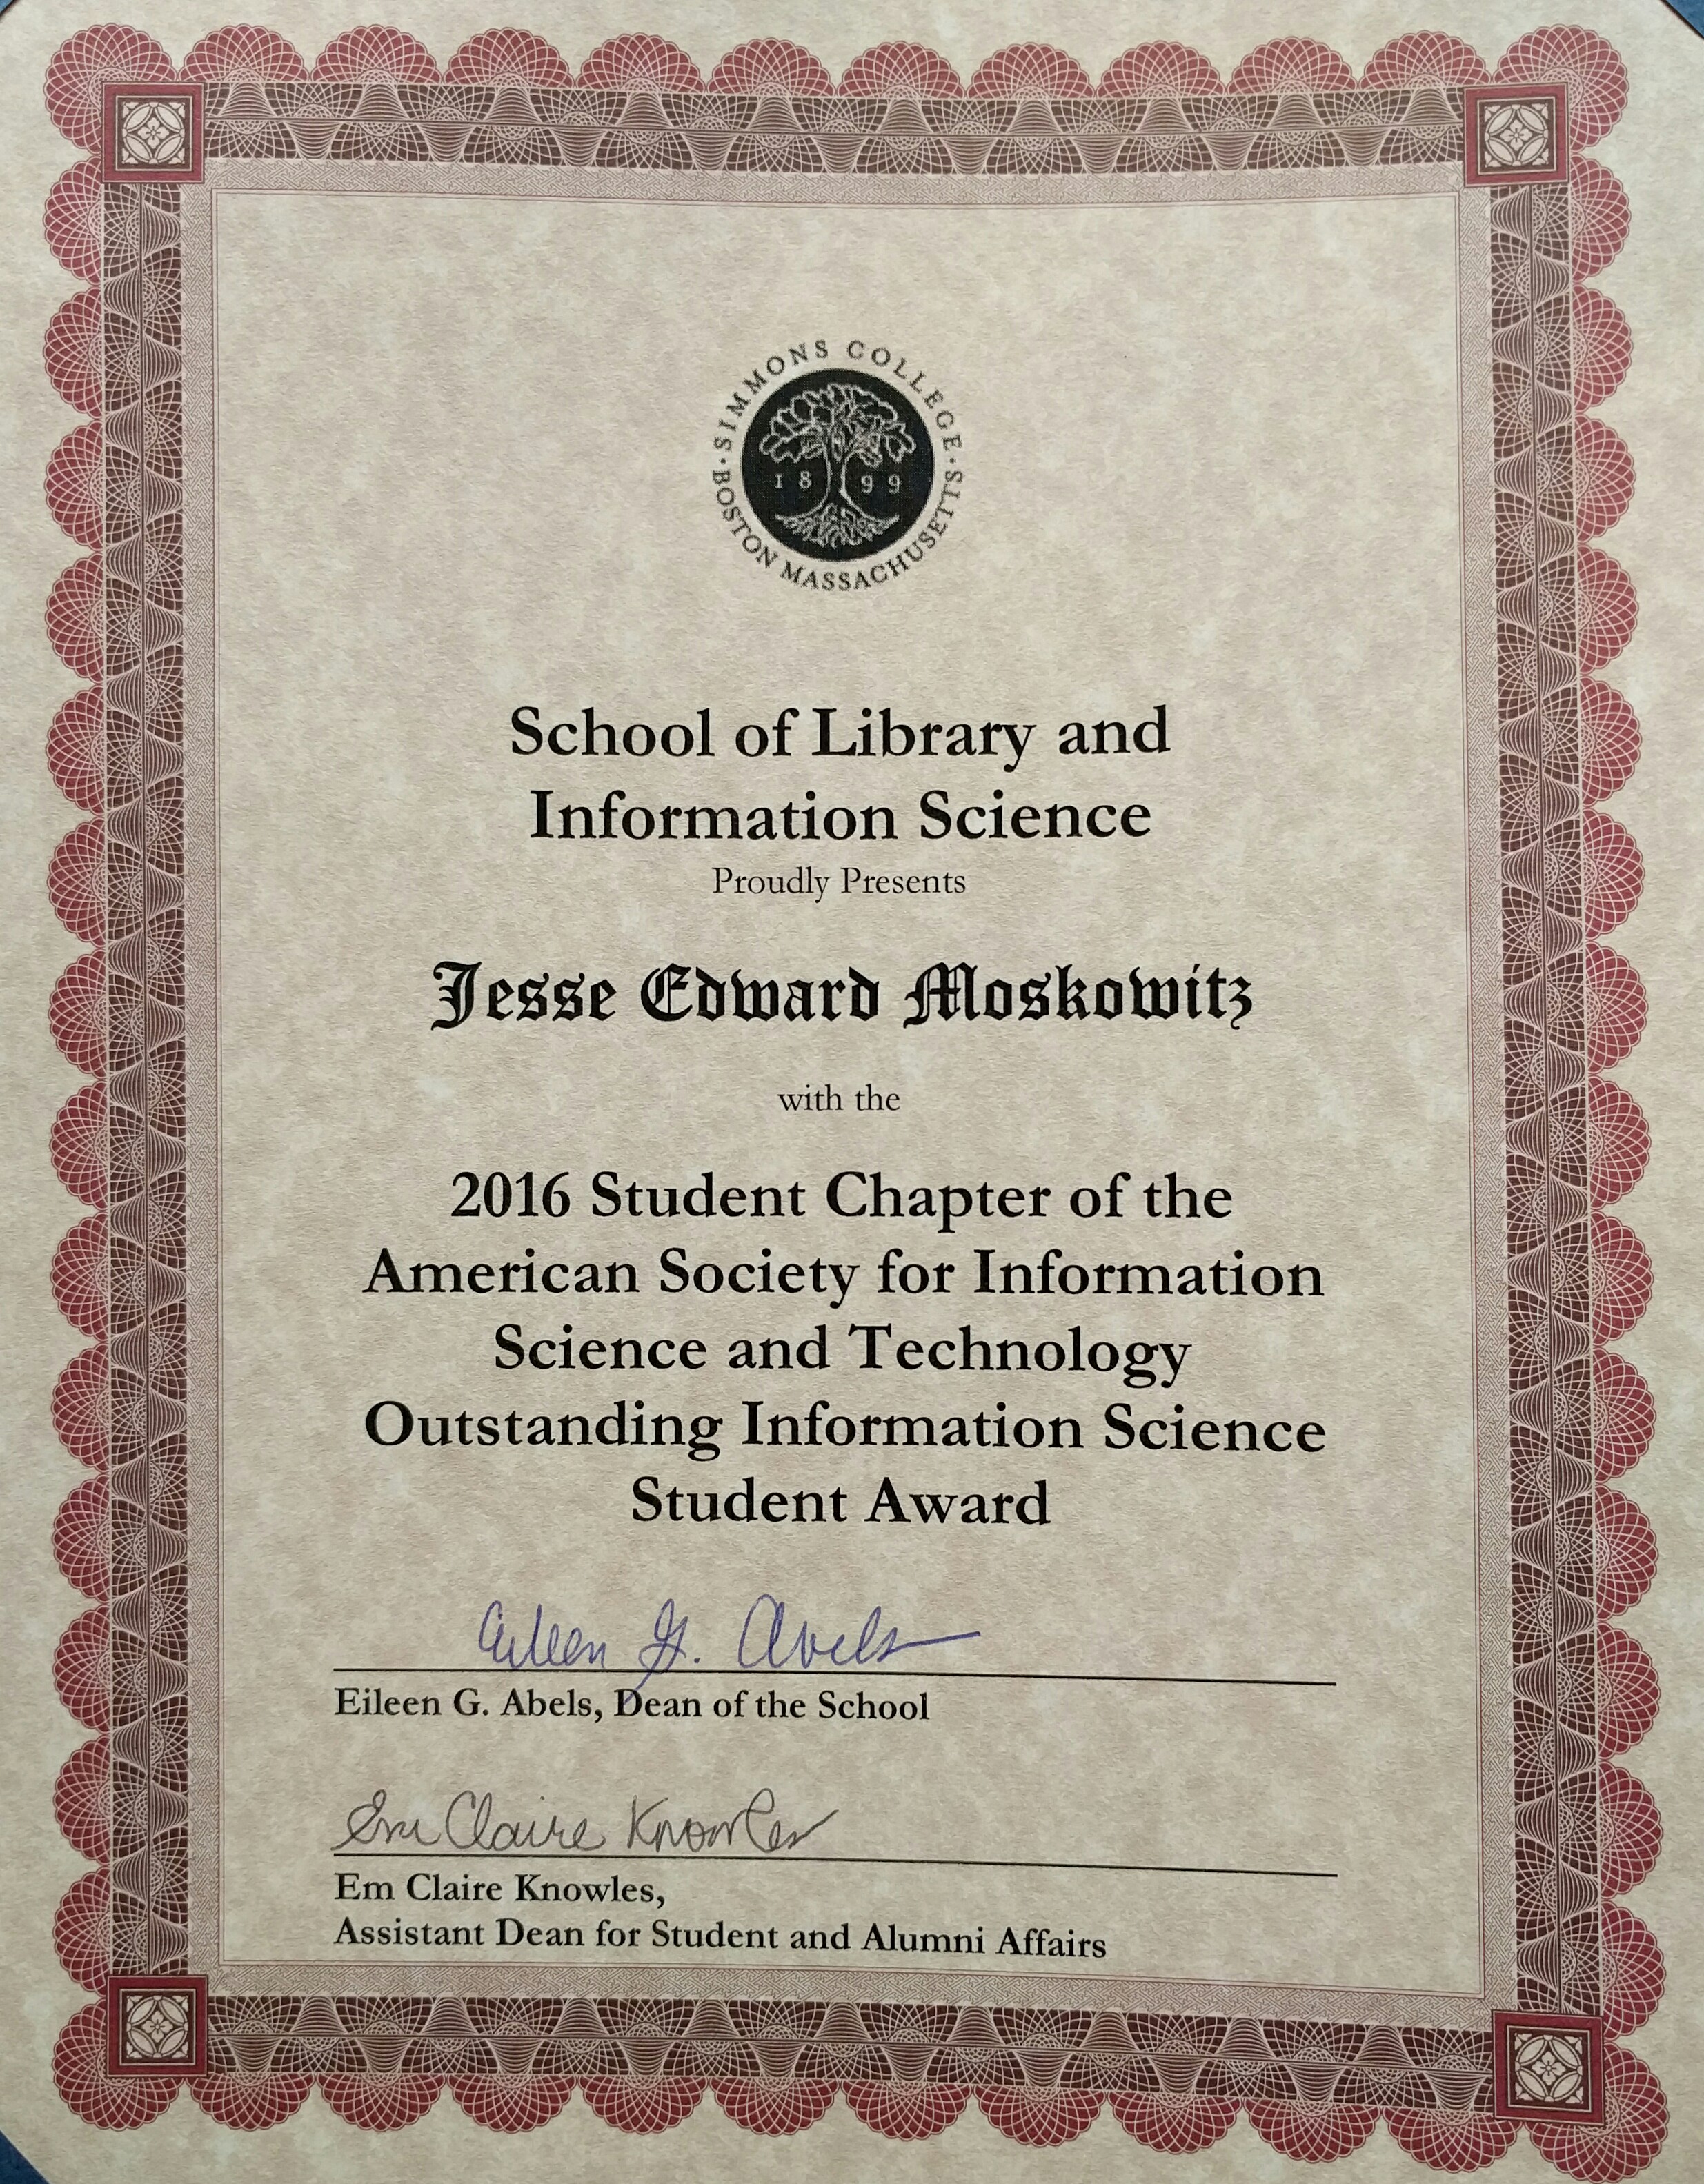 SIMMONS COLLEGE
· BOSTON MASSACHUSETTS ·
18 99
School of Library and
Information Science
Proudly Presents
Jesse Edward Moskowitz
with the
2016 Student Chapter of the
American Society for Information
Science and Technology
Outstanding Information Science
Student Award
Eileen G. Abels
Eileen G. Abels, Dean of the School
Em Claire Knowles
Em Claire Knowles,
Assistant Dean for Student and Alumni Affairs